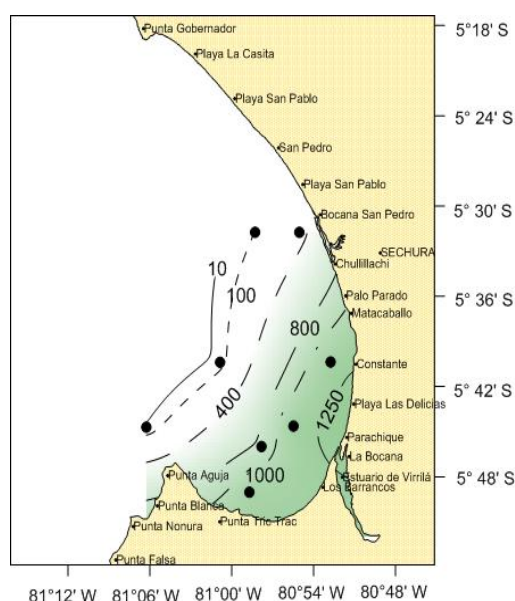 Punta Gobernador
5° 18' S
Playa La Casita
Playa San Pablo
5° 24' S
San Pedro
Playa San Pablo
5° 30' S
Bocana San Pedro
SECHURA
Chullillachi
10
100
Palo Parado
5° 36' S
Matacaballo
800
Constante
5° 42' S
400
1250
Playa Las Delicias
Parachique
La Bocana
1000
Punta Aguja
Estuario de Virrilá
5° 48' S
Los Barrancos
Punta Blanca
Punta Nonura
Punta Tric Trac
Punta Falsa
81°12' W 81°06' W 81°00' W 80°54' W 80°48' W